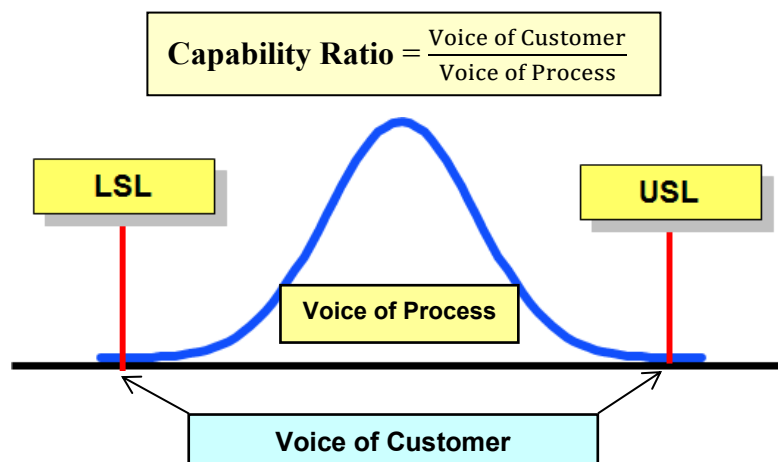 Capability Ratio = Voice of Customer / Voice of Process
LSL
USL
Voice of Process
Voice of Customer